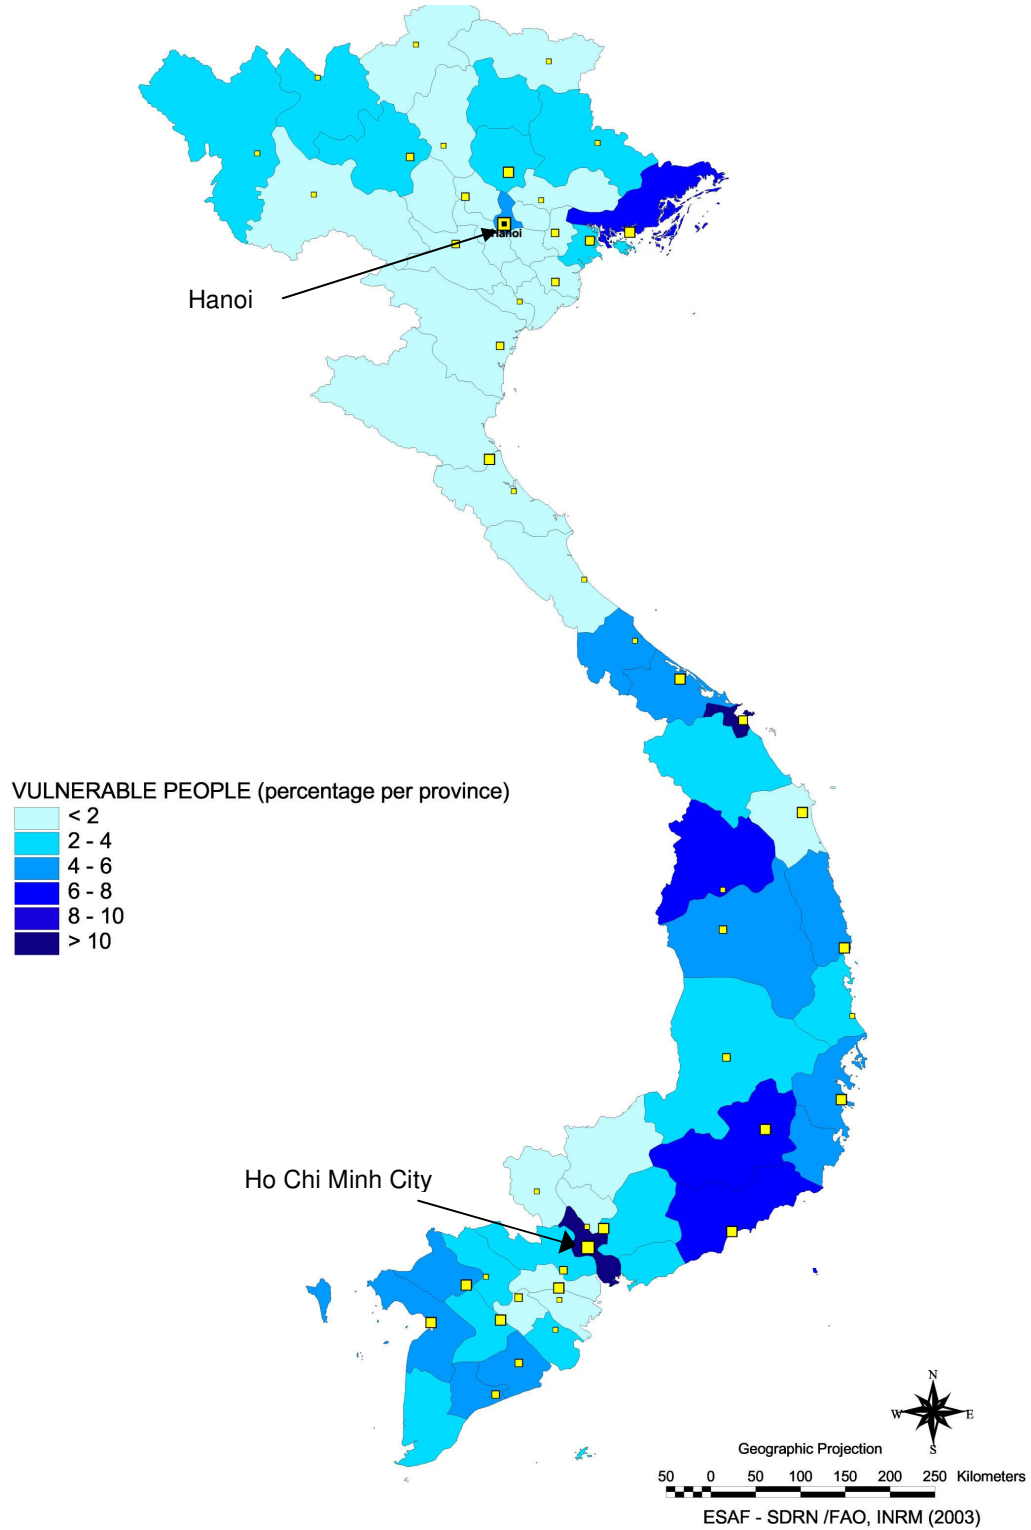 Hanoi
Hanoi
VULNERABLE PEOPLE (percentage per province)
< 2
2 - 4
4 - 6
6 - 8
8 - 10
> 10
Ho Chi Minh City
N
W E
S
Geographic Projection
50 0 50 100 150 200 250 Kilometers
ESAF - SDRN /FAO, INRM (2003)